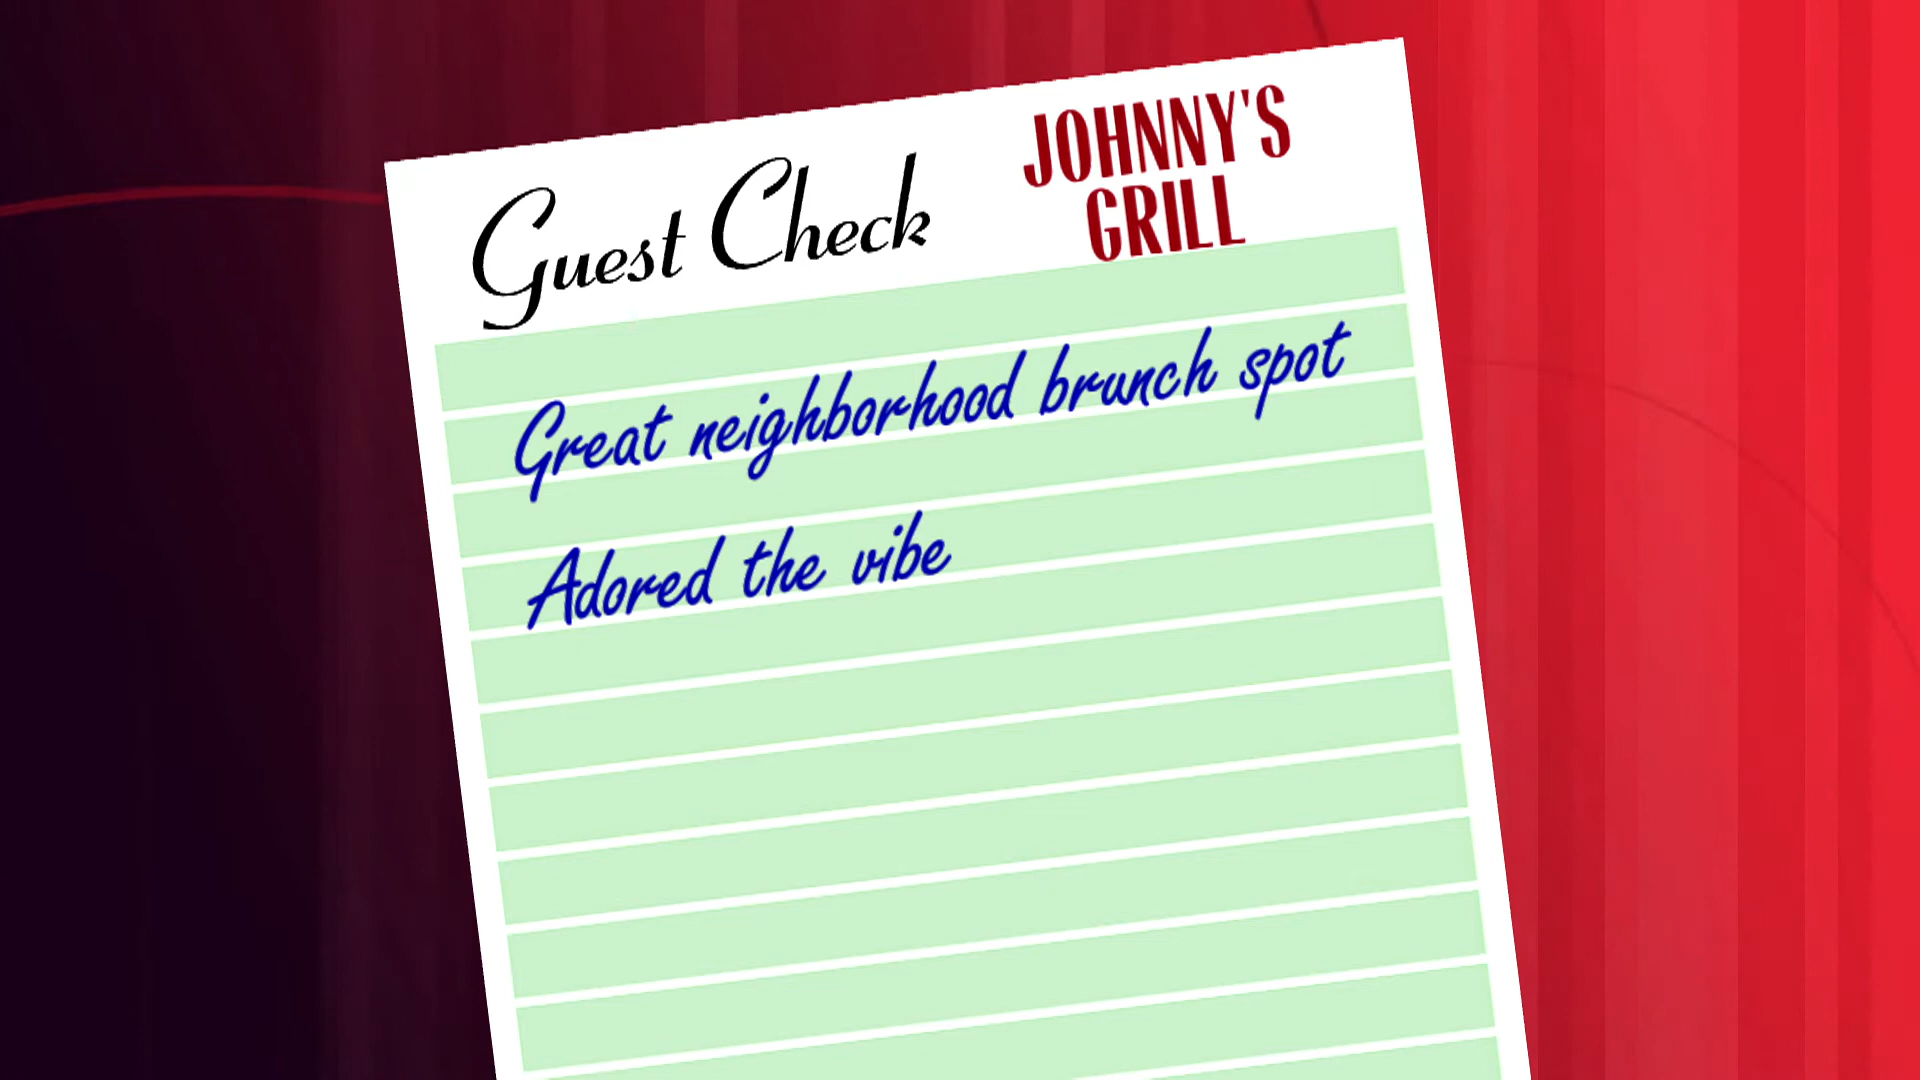 Guest Check
JOHNNY'S
GRILL
Great neighborhood brunch spot
Adored the vibe